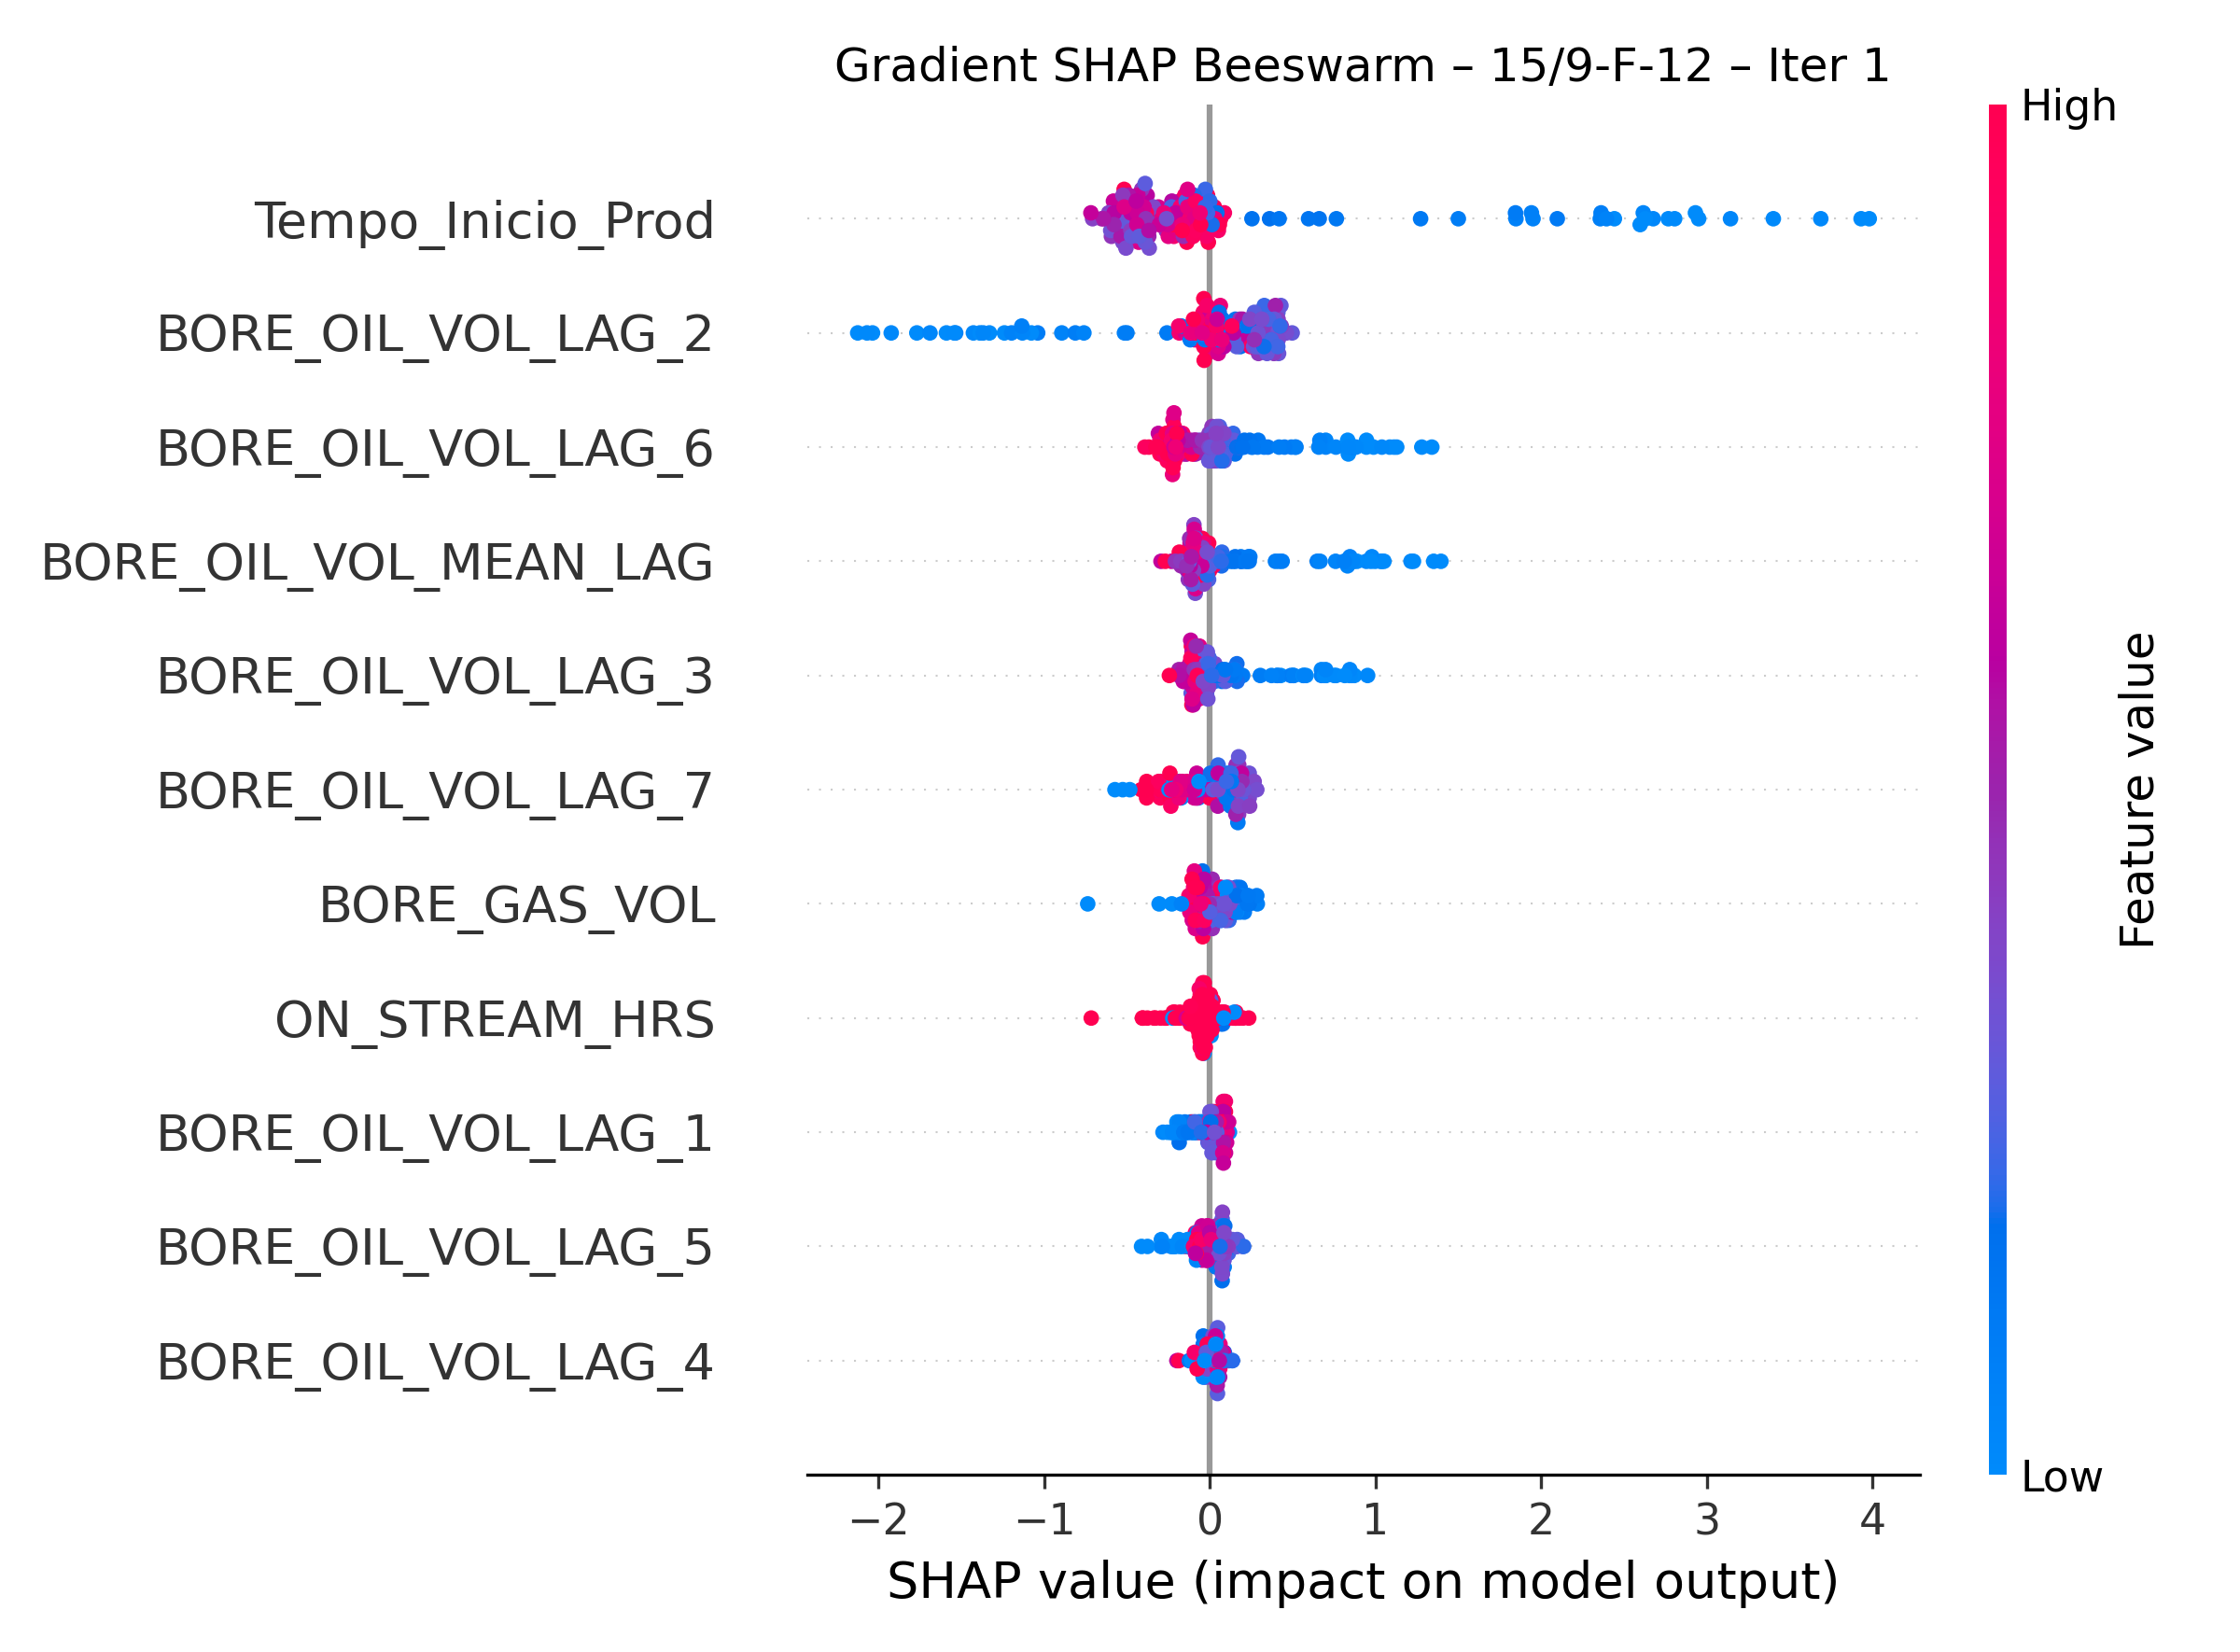 Gradient SHAP Beeswarm – 15/9-F-12 – Iter 1
High
Tempo_Inicio_Prod
BORE_OIL_VOL_LAG_2
BORE_OIL_VOL_LAG_6
BORE_OIL_VOL_MEAN_LAG
BORE_OIL_VOL_LAG_3
BORE_OIL_VOL_LAG_7
BORE_GAS_VOL
ON_STREAM_HRS
BORE_OIL_VOL_LAG_1
BORE_OIL_VOL_LAG_5
BORE_OIL_VOL_LAG_4
Feature value
Low
−2 −1 0 1 2 3 4
SHAP value (impact on model output)